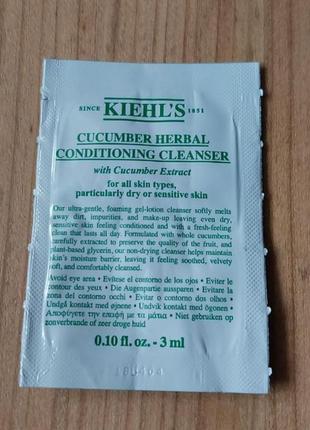 SINCE KIEHL'S 1851
CUCUMBER HERBAL
CONDITIONING CLEANSER
with Cucumber Extract
for all skin types,
particularly dry or sensitive skin
Our ultra-gentle, foaming gel-lotion cleanser softly melts
away dirt, impurities, and make-up leaving even dry,
sensitive skin feeling conditioned and with a fresh-feeling
clean that lasts all day. Formulated with whole cucumbers,
carefully extracted to preserve the quality of the fruit, and
plant-based glycerin, our non-drying cleanser helps maintain
skin's moisture barrier, leaving it feeling soothed, velvety
soft, and comfortably cleansed.
Avoid eye area • Evítese el contorno de los ojos • Eviter le
contour des yeux • Die Augenpartie aussparen • Evitare la
zona del contorno occhi • Evitar o contorno dos olhos •
Undgå kontakt med øjnene • Undvik kontakt med ögonen •
Αποφύγετε την επαφή με τα μάτια • Niet gebruiken op
zonverbrande of zeer droge huid
0.10 fl. oz. - 3 ml